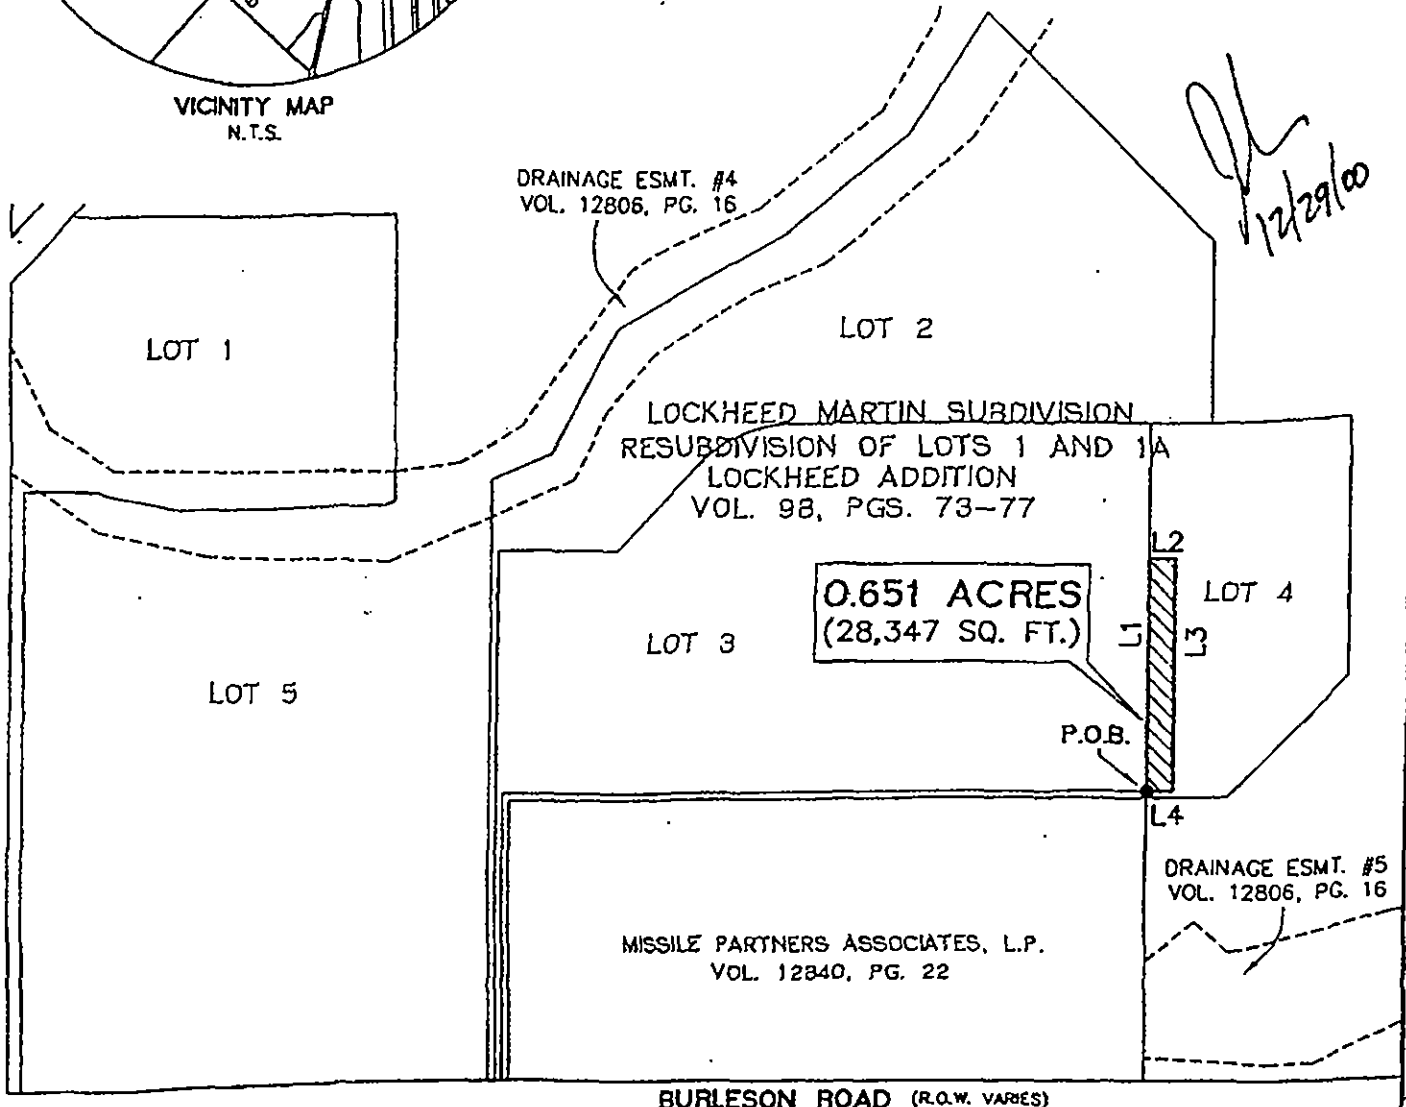 VICINITY MAP
N.T.S.
12/29/00
DRAINAGE ESMT. #4
VOL. 12806, PG. 16
LOT 1
LOT 2
LOCKHEED MARTIN SUBDIVISION
RESUBDIVISION OF LOTS 1 AND 1A
LOCKHEED ADDITION
VOL. 98, PGS. 73-77
L2
0.651 ACRES
(28,347 SQ. FT.)
LOT 4
L1
L3
LOT 3
LOT 5
P.O.B.
L4
DRAINAGE ESMT. #5
VOL. 12806, PG. 16
MISSILE PARTNERS ASSOCIATES, L.P.
VOL. 12840, PG. 22
BURLESON ROAD (R.O.W. VARIES)